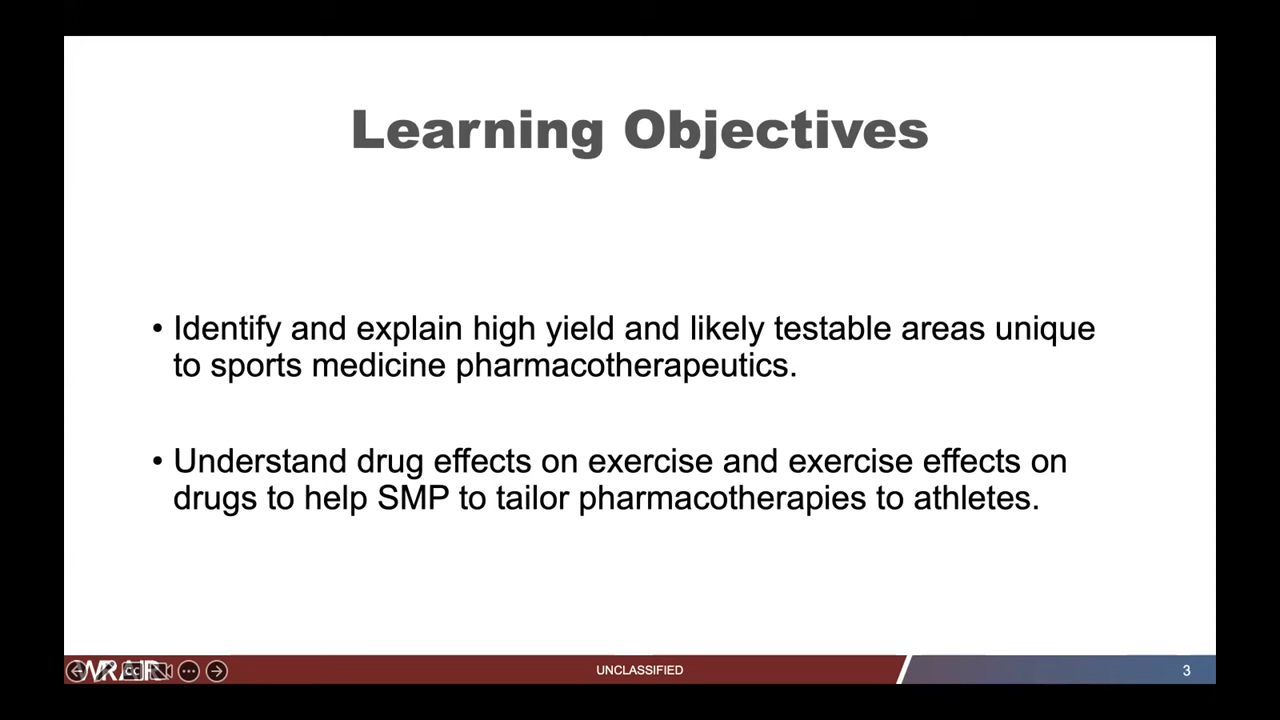 Learning Objectives
• Identify and explain high yield and likely testable areas unique
to sports medicine pharmacotherapeutics.
• Understand drug effects on exercise and exercise effects on
drugs to help SMP to tailor pharmacotherapies to athletes.
WRAIR
UNCLASSIFIED
3